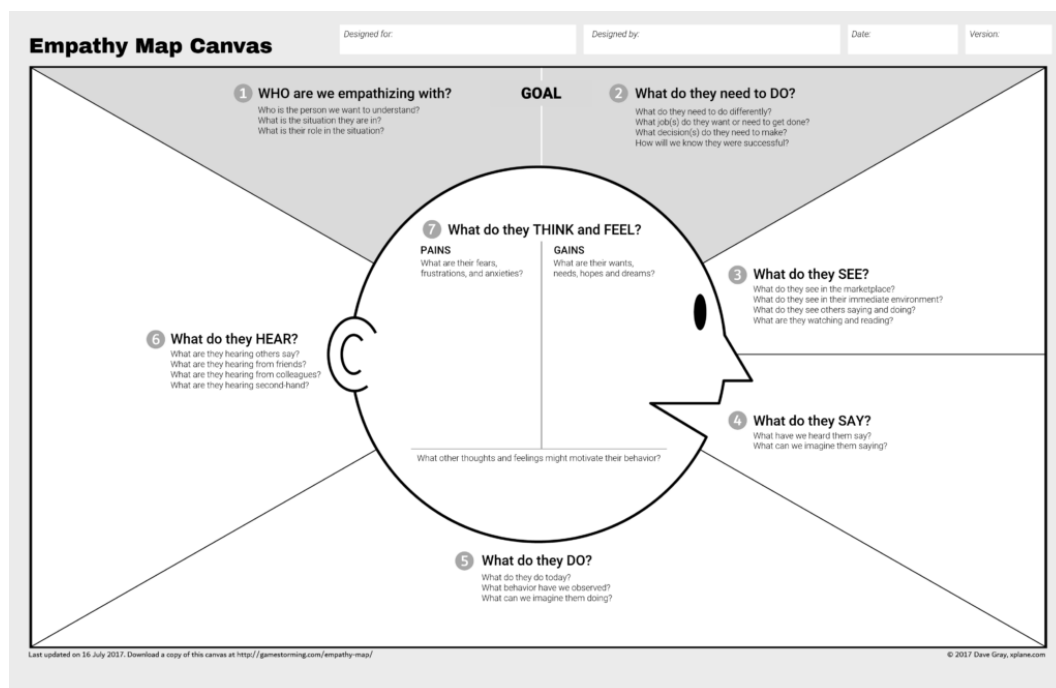 Empathy Map Canvas
Designed for:
Designed by:
Date:
Version:
1 WHO are we empathizing with?
Who is the person we want to understand?
What is the situation they are in?
What is their role in the situation?
GOAL
2 What do they need to DO?
What do they need to do differently?
What job(s) do they want or need to get done?
What decision(s) do they need to make?
How will we know they were successful?
3 What do they SEE?
What do they see in the marketplace?
What do they see in their immediate environment?
What do they see others saying and doing?
What are they watching and reading?
4 What do they SAY?
What have we heard them say?
What can we imagine them saying?
5 What do they DO?
What do they do today?
What behavior have we observed?
What can we imagine them doing?
6 What do they HEAR?
What are they hearing others say?
What are they hearing from friends?
What are they hearing from colleagues?
What are they hearing second-hand?
7 What do they THINK and FEEL?
PAINS
What are their fears,
frustrations, and anxieties?
GAINS
What are their wants,
needs, hopes and dreams?
What other thoughts and feelings might motivate their behavior?
Last updated on 16 July 2017. Download a copy of this canvas at http://gamestorming.com/empathy-map/
© 2017 Dave Gray, xplane.com